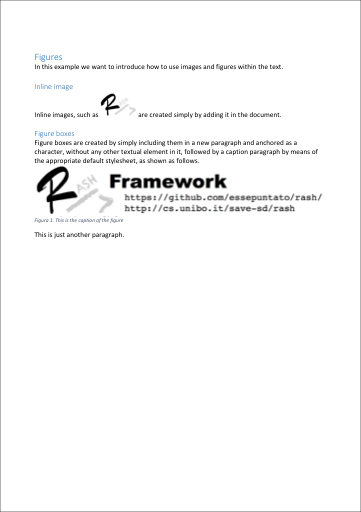 Figures
In this example we want to introduce how to use images and figures within the text.
Inline image
Inline images, such as R ASH are created simply by adding it in the document.
Figure boxes
Figure boxes are created by simply including them in a new paragraph and anchored as a
character, without any other textual element in it, followed by a caption paragraph by means of
the appropriate default stylesheet, as shown as follows.
RASH Framework
https://github.com/essepuntato/rash/
http://cs.unibo.it/save-sd/rash
Figura 1. This is the caption of the figure
This is just another paragraph.